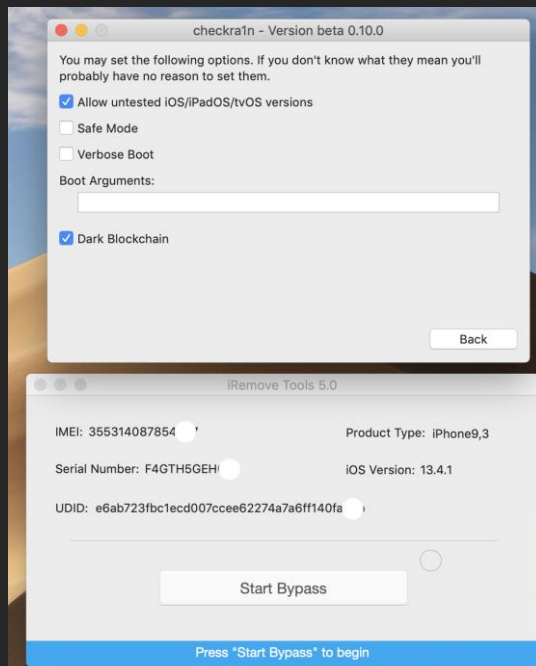 checkra1n - Version beta 0.10.0
You may set the following options. If you don't know what they mean you'll
probably have no reason to set them.
Allow untested iOS/iPadOS/tvOS versions
Safe Mode
Verbose Boot
Boot Arguments:
Dark Blockchain
Back
iRemove Tools 5.0
IMEI: 355314087854
Product Type: iPhone9,3
Serial Number: F4GTH5GEH
iOS Version: 13.4.1
UDID: e6ab723fbc1ecd007ccee62274a7a6ff140fa
Start Bypass
Press "Start Bypass" to begin